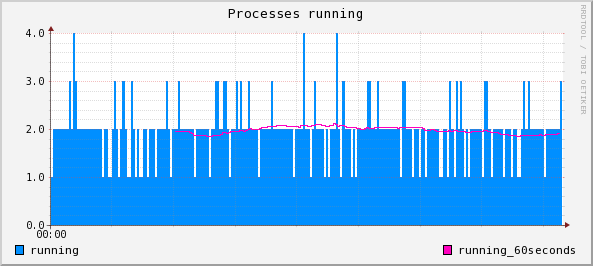 Processes running
RRDTOOL / TOBI OETIKER
4.0
3.0
2.0
1.0
0.0
00:00
running
running_60seconds